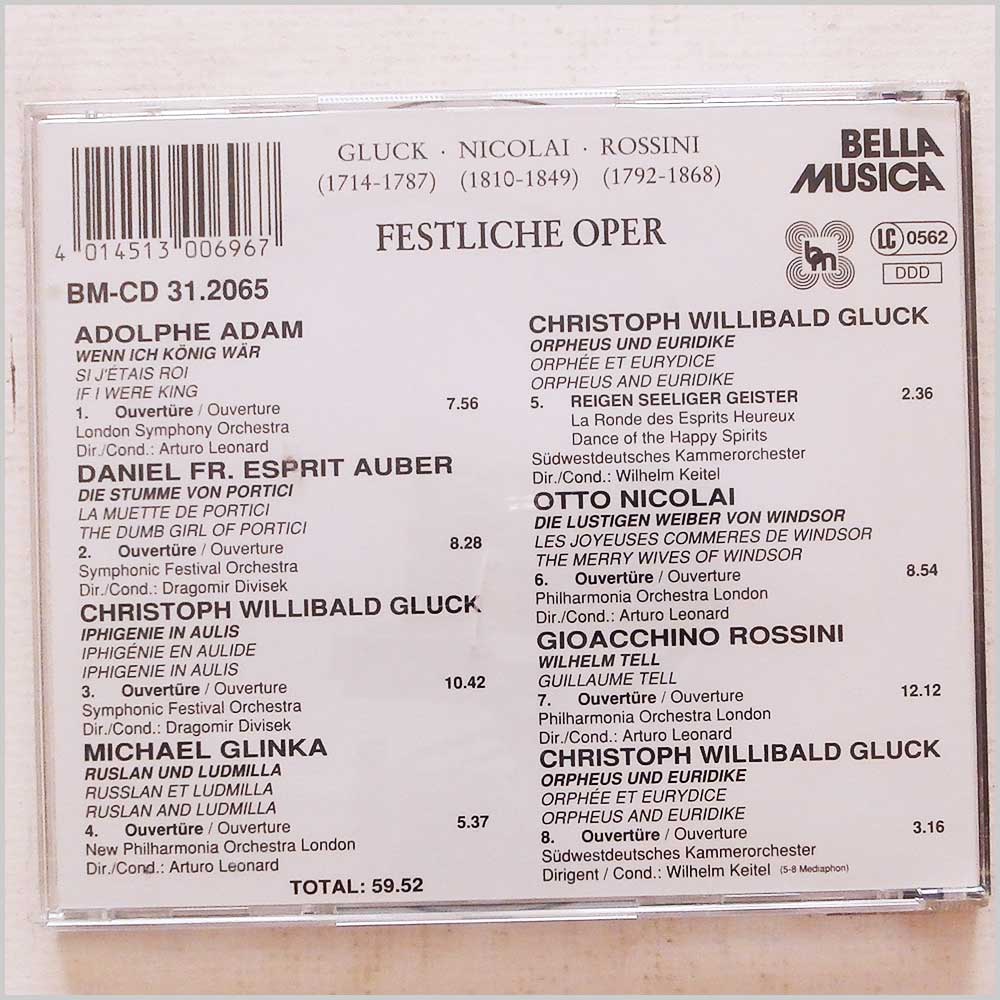 GLUCK · NICOLAI · ROSSINI
(1714-1787) (1810-1849) (1792-1868)
FESTLICHE OPER
BELLA
MUSICA
bm
LC 0562
DDD
4 014513 006967
BM-CD 31.2065
ADOLPHE ADAM
WENN ICH KÖNIG WÄR
SI J'ÉTAIS ROI
IF I WERE KING
1. Ouvertüre / Ouverture 7.56
London Symphony Orchestra
Dir./Cond.: Arturo Leonard
DANIEL FR. ESPRIT AUBER
DIE STUMME VON PORTICI
LA MUETTE DE PORTICI
THE DUMB GIRL OF PORTICI
2. Ouvertüre / Ouverture 8.28
Symphonic Festival Orchestra
Dir./Cond.: Dragomir Divisek
CHRISTOPH WILLIBALD GLUCK
IPHIGENIE IN AULIS
IPHIGÉNIE EN AULIDE
IPHIGENIE IN AULIS
3. Ouvertüre / Ouverture 10.42
Symphonic Festival Orchestra
Dir./Cond.: Dragomir Divisek
MICHAEL GLINKA
RUSLAN UND LUDMILLA
RUSSLAN ET LUDMILLA
RUSLAN AND LUDMILLA
4. Ouvertüre / Ouverture 5.37
New Philharmonia Orchestra London
Dir./Cond.: Arturo Leonard
CHRISTOPH WILLIBALD GLUCK
ORPHEUS UND EURIDIKE
ORPHÉE ET EURYDICE
ORPHEUS AND EURIDIKE
5. REIGEN SEELIGER GEISTER 2.36
La Ronde des Esprits Heureux
Dance of the Happy Spirits
Südwestdeutsches Kammerorchester
Dir./Cond.: Wilhelm Keitel
OTTO NICOLAI
DIE LUSTIGEN WEIBER VON WINDSOR
LES JOYEUSES COMMERES DE WINDSOR
THE MERRY WIVES OF WINDSOR
6. Ouvertüre / Ouverture 8.54
Philharmonia Orchestra London
Dir./Cond.: Arturo Leonard
GIOACCHINO ROSSINI
WILHELM TELL
GUILLAUME TELL
7. Ouvertüre / Ouverture 12.12
Philharmonia Orchestra London
Dir./Cond.: Arturo Leonard
CHRISTOPH WILLIBALD GLUCK
ORPHEUS UND EURIDIKE
ORPHÉE ET EURYDICE
ORPHEUS AND EURIDIKE
8. Ouvertüre / Ouverture 3.16
Südwestdeutsches Kammerorchester
Dirigent / Cond.: Wilhelm Keitel (5-8 Mediaphon)
TOTAL: 59.52